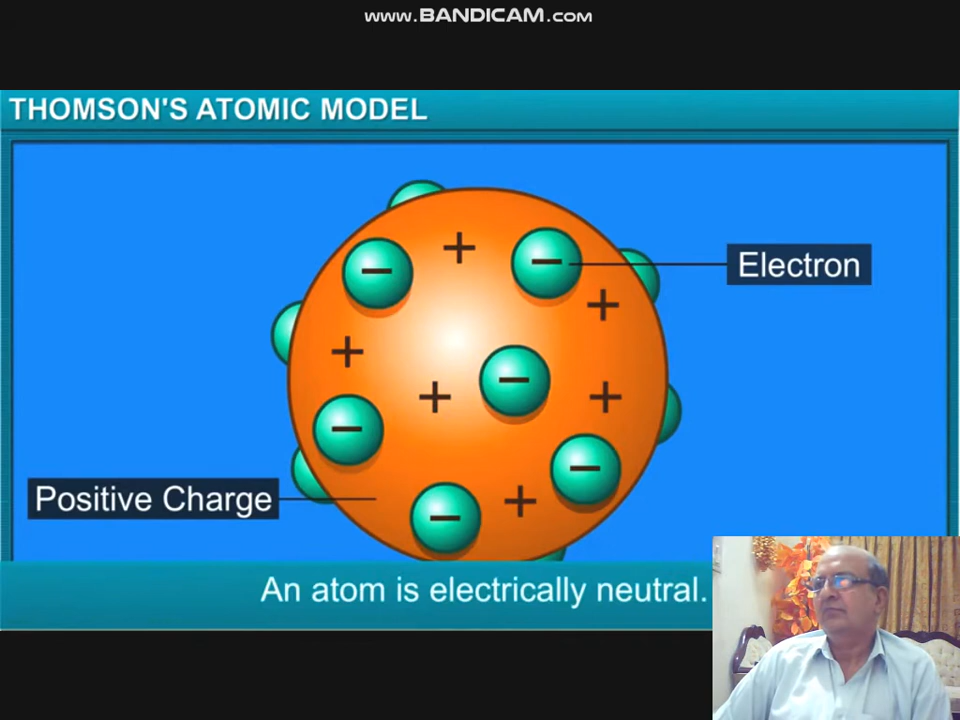 www.BANDICAM.com
THOMSON'S ATOMIC MODEL
+
−
−
Electron
+
+
−
+
+
−
−
Positive Charge
+
−
An atom is electrically neutral.